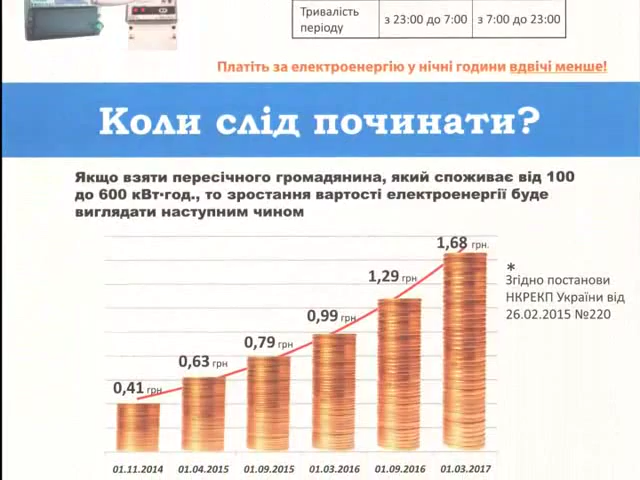 Тривалість періоду
з 23:00 до 7:00
з 7:00 до 23:00
Платіть за електроенергію у нічні години вдвічі менше!
Коли слід починати?
Якщо взяти пересічного громадянина, який споживає від 100
до 600 кВт·год., то зростання вартості електроенергії буде
виглядати наступним чином
1,68 грн.
1,29 грн
0,99 грн
0,79 грн
0,63 грн
0,41 грн
*
Згідно постанови
НКРЕКП України від
26.02.2015 №220
01.11.2014 01.04.2015 01.09.2015 01.03.2016 01.09.2016 01.03.2017